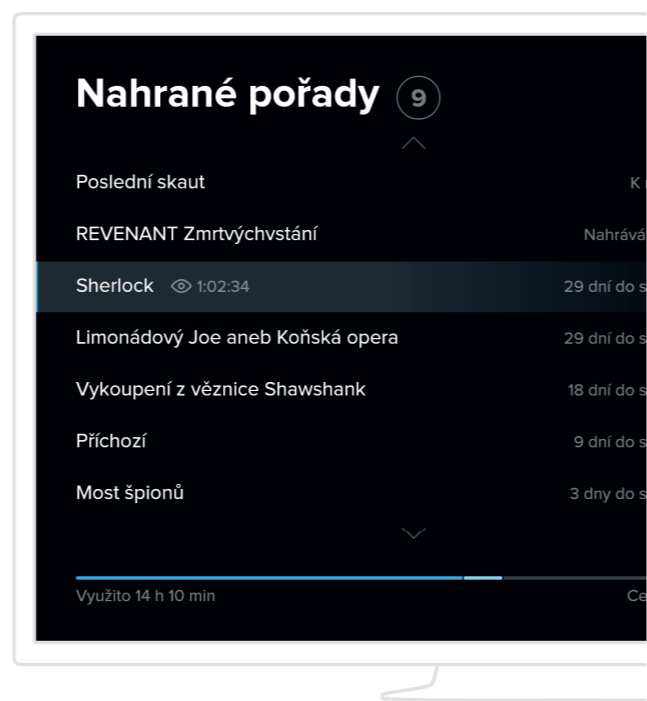 Nahrané pořady 9
Poslední skaut K
REVENANT Zmrtvýchvstání Nahrává
Sherlock 1:02:34 29 dní do s
Limonádový Joe aneb Koňská opera 29 dní do s
Vykoupení z věznice Shawshank 18 dní do s
Příchozí 9 dní do s
Most špionů 3 dny do s
Využito 14 h 10 min Ce